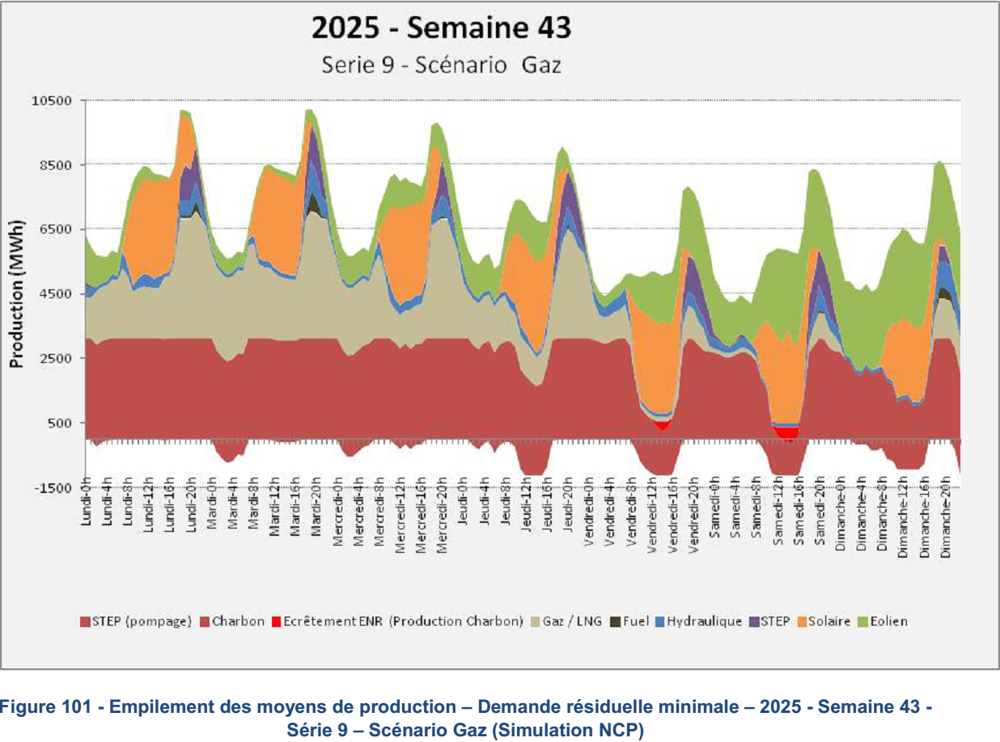 2025 - Semaine 43
Serie 9 - Scénario Gaz
10500
8500
6500
4500
2500
500
-1500
Production (MWh)
Lundi-0h
Lundi-4h
Lundi-8h
Lundi-12h
Lundi-16h
Lundi-20h
Mardi-0h
Mardi-4h
Mardi-8h
Mardi-12h
Mardi-16h
Mardi-20h
Mercredi-0h
Mercredi-4h
Mercredi-8h
Mercredi-12h
Mercredi-16h
Mercredi-20h
Jeudi-0h
Jeudi-4h
Jeudi-8h
Jeudi-12h
Jeudi-16h
Jeudi-20h
Vendredi-0h
Vendredi-4h
Vendredi-8h
Vendredi-12h
Vendredi-16h
Vendredi-20h
Samedi-0h
Samedi-4h
Samedi-8h
Samedi-12h
Samedi-16h
Samedi-20h
Dimanche-0h
Dimanche-4h
Dimanche-8h
Dimanche-12h
Dimanche-16h
Dimanche-20h
STEP (pompage) Charbon Ecrêtement ENR (Production Charbon) Gaz / LNG Fuel Hydraulique STEP Solaire Eolien
Figure 101 - Empilement des moyens de production – Demande résiduelle minimale – 2025 - Semaine 43 -
Série 9 – Scénario Gaz (Simulation NCP)